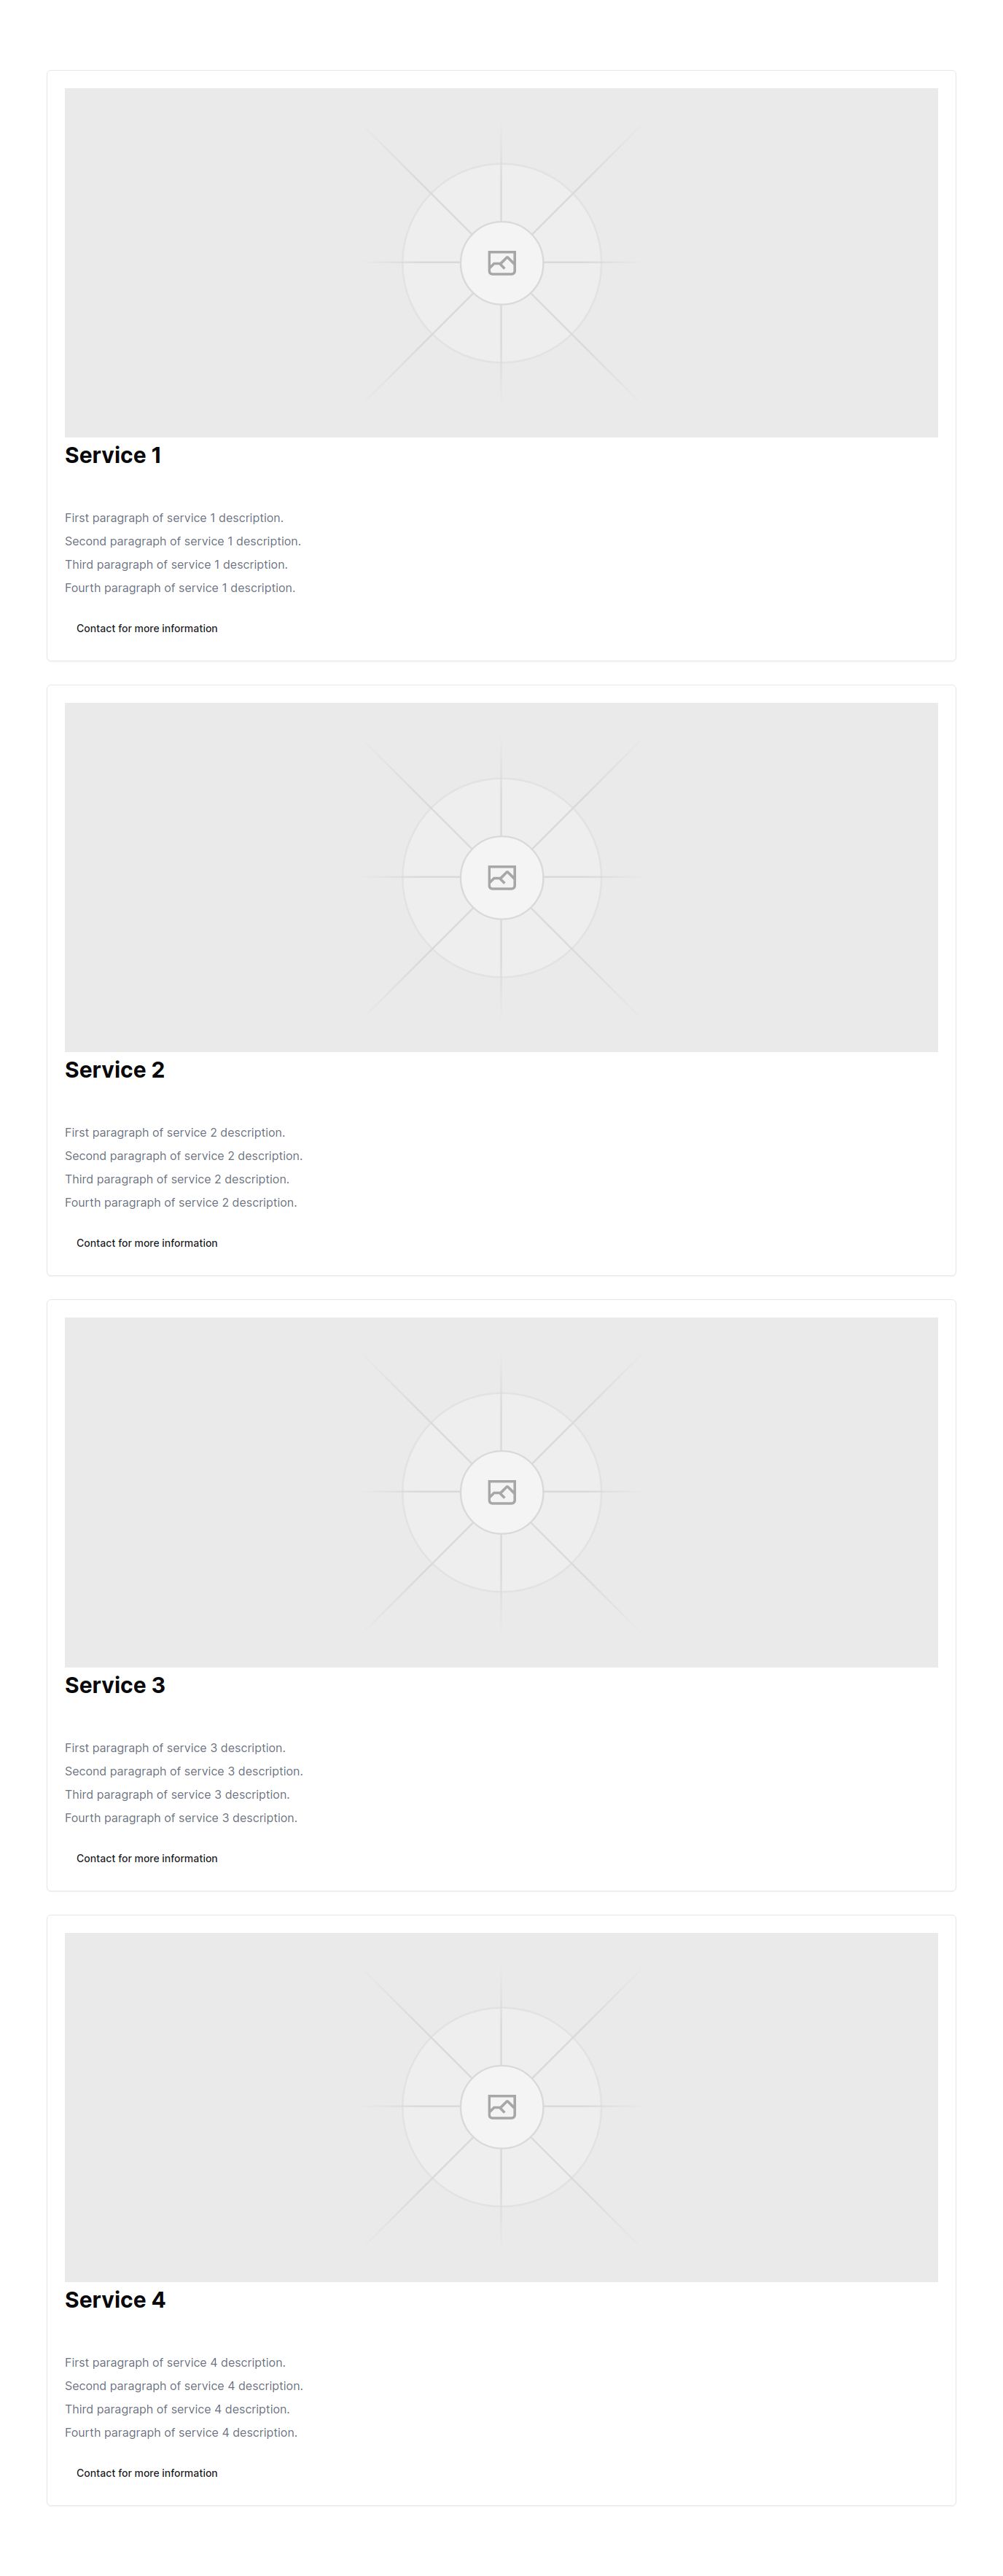 Service 1
First paragraph of service 1 description.
Second paragraph of service 1 description.
Third paragraph of service 1 description.
Fourth paragraph of service 1 description.
Contact for more information
Service 2
First paragraph of service 2 description.
Second paragraph of service 2 description.
Third paragraph of service 2 description.
Fourth paragraph of service 2 description.
Contact for more information
Service 3
First paragraph of service 3 description.
Second paragraph of service 3 description.
Third paragraph of service 3 description.
Fourth paragraph of service 3 description.
Contact for more information
Service 4
First paragraph of service 4 description.
Second paragraph of service 4 description.
Third paragraph of service 4 description.
Fourth paragraph of service 4 description.
Contact for more information